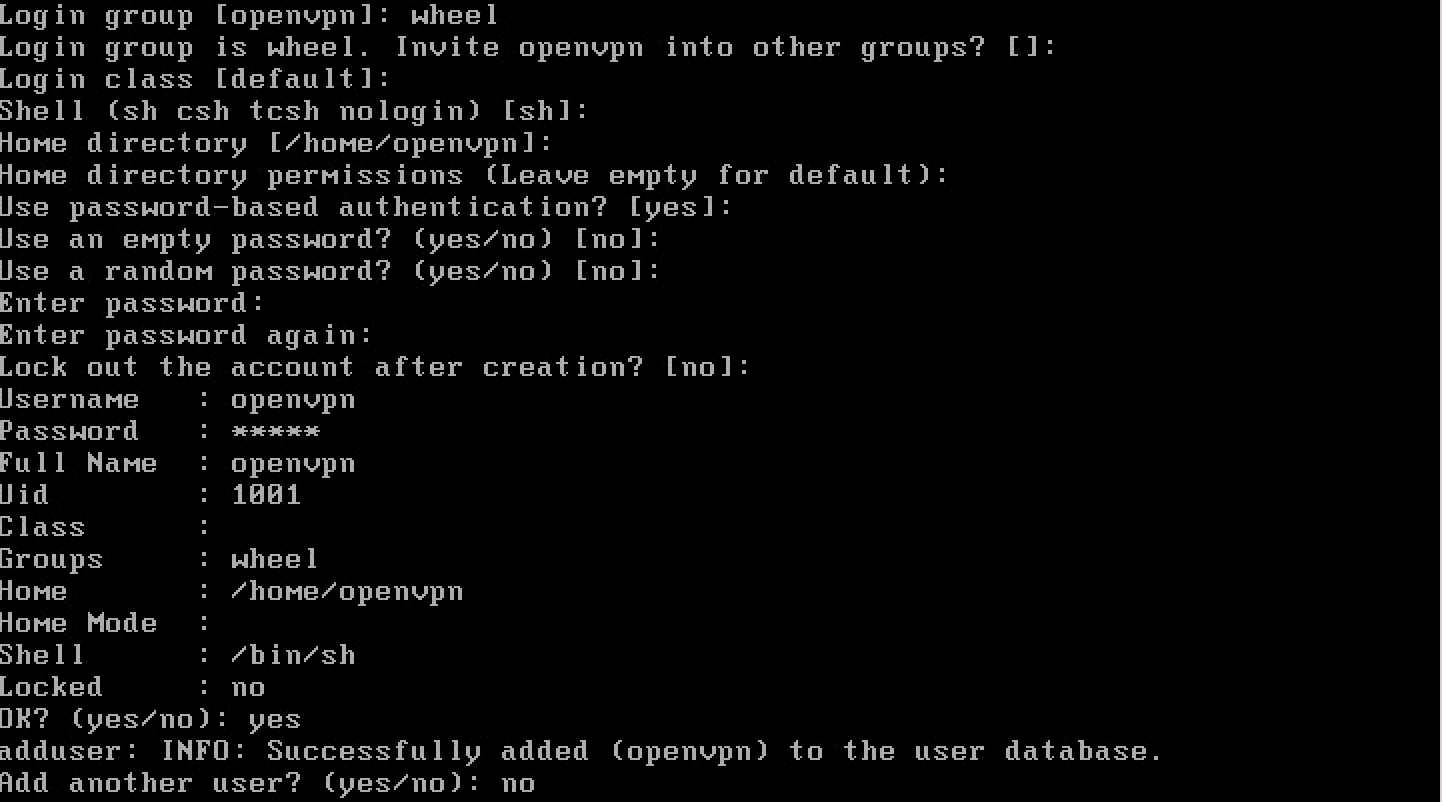 Login group [openvpn]: wheel
Login group is wheel. Invite openvpn into other groups? []:
Login class [default]:
Shell (sh csh tcsh nologin) [sh]:
Home directory [/home/openvpn]:
Home directory permissions (Leave empty for default):
Use password-based authentication? [yes]:
Use an empty password? (yes/no) [no]:
Use a random password? (yes/no) [no]:
Enter password:
Enter password again:
Lock out the account after creation? [no]:
Username   : openvpn
Password   : *****
Full Name  : openvpn
Uid        : 1001
Class      :
Groups     : wheel
Home       : /home/openvpn
Home Mode  :
Shell      : /bin/sh
Locked     : no
OK? (yes/no): yes
adduser: INFO: Successfully added (openvpn) to the user database.
Add another user? (yes/no): no